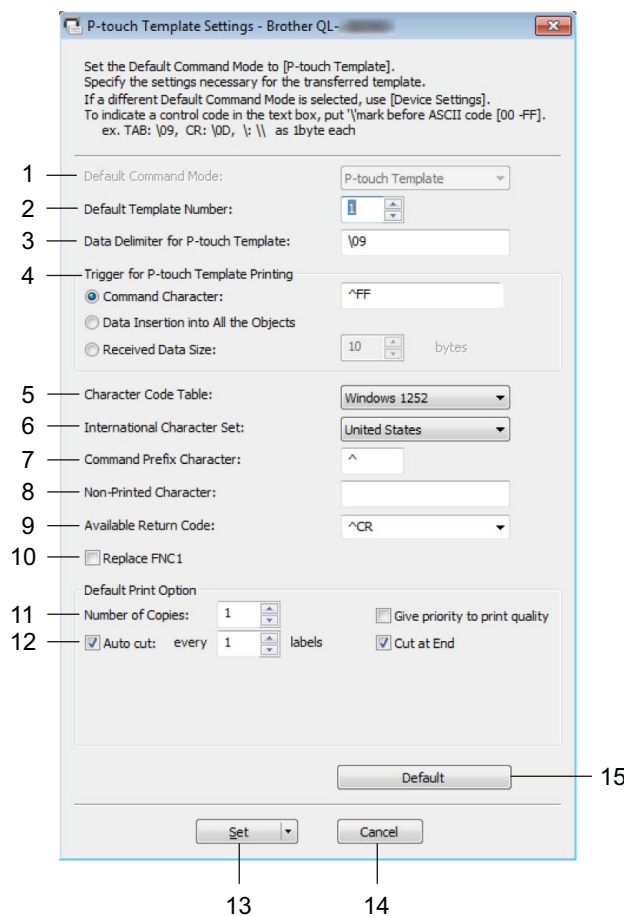 P-touch Template Settings - Brother QL-
Set the Default Command Mode to [P-touch Template].
Specify the settings necessary for the transferred template.
If a different Default Command Mode is selected, use [Device Settings].
To indicate a control code in the text box, put '\'mark before ASCII code [00 -FF].
ex. TAB: \09, CR: \0D, \: \\ as 1byte each
1 Default Command Mode: P-touch Template
2 Default Template Number: 1
3 Data Delimiter for P-touch Template: \09
4 Trigger for P-touch Template Printing
Command Character: ^FF
Data Insertion into All the Objects
Received Data Size: 10 bytes
5 Character Code Table: Windows 1252
6 International Character Set: United States
7 Command Prefix Character: ^
8 Non-Printed Character:
9 Available Return Code: ^CR
10 Replace FNC1
Default Print Option
11 Number of Copies: 1 Give priority to print quality
12 Auto cut: every 1 labels Cut at End
Default 15
Set Cancel
13 14